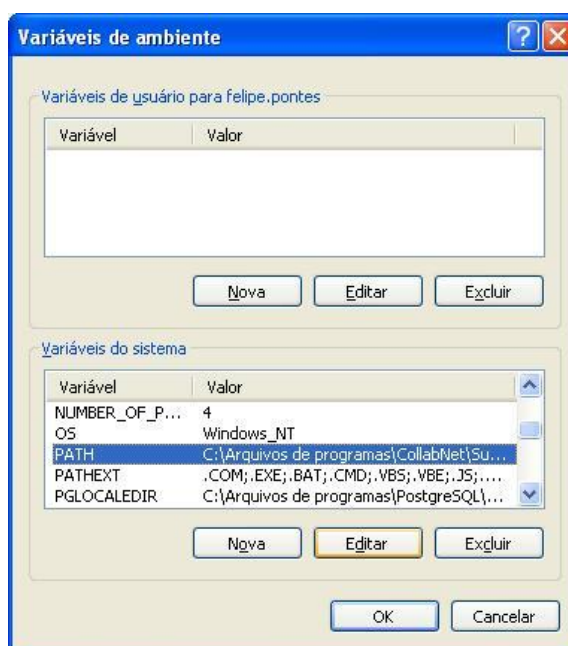 Variáveis de ambiente
Variáveis de usuário para felipe.pontes
Variável Valor
Nova Editar Excluir
Variáveis do sistema
Variável Valor
NUMBER_OF_P... 4
OS Windows_NT
PATH C:\Arquivos de programas\CollabNet\Su...
PATHEXT .COM;.EXE;.BAT;.CMD;.VBS;.VBE;.JS;....
PGLOCALEDIR C:\Arquivos de programas\PostgreSQL\...
Nova Editar Excluir
OK Cancelar